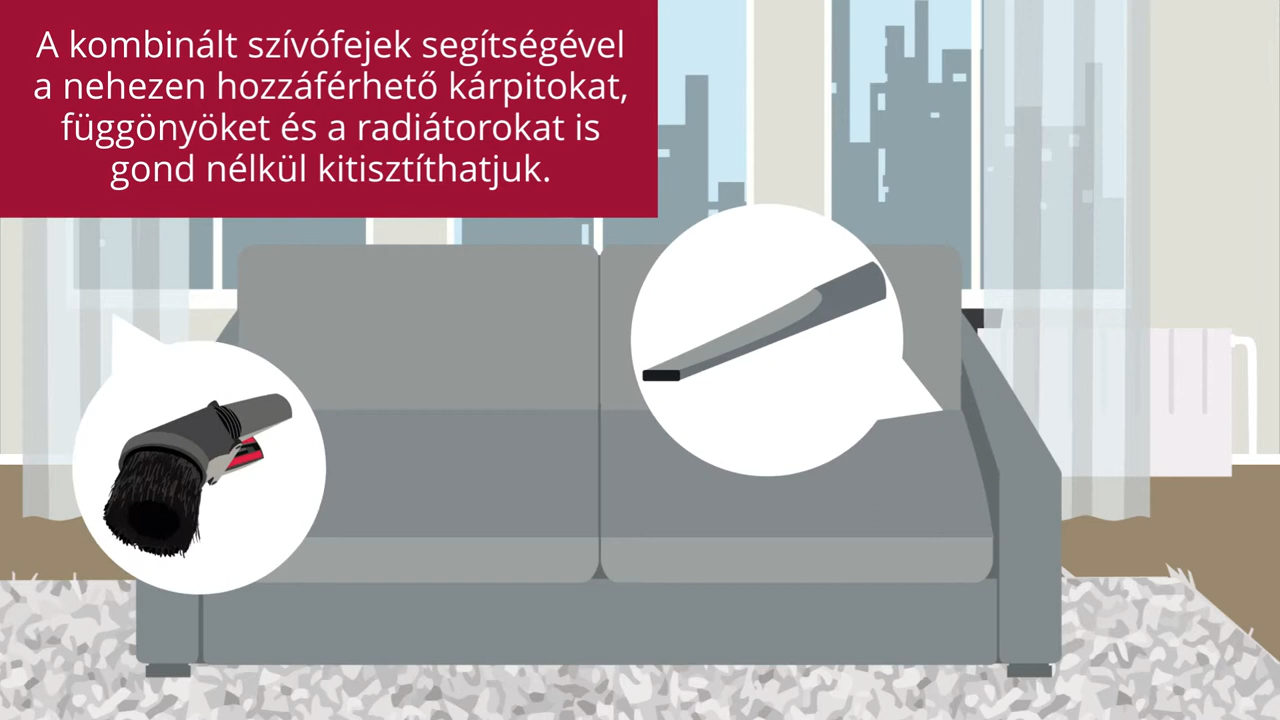 A kombinált szívófejek segítségével
a nehezen hozzáférhető kárpitokat,
függönyöket és a radiátorokat is
gond nélkül kitisztíthatjuk.